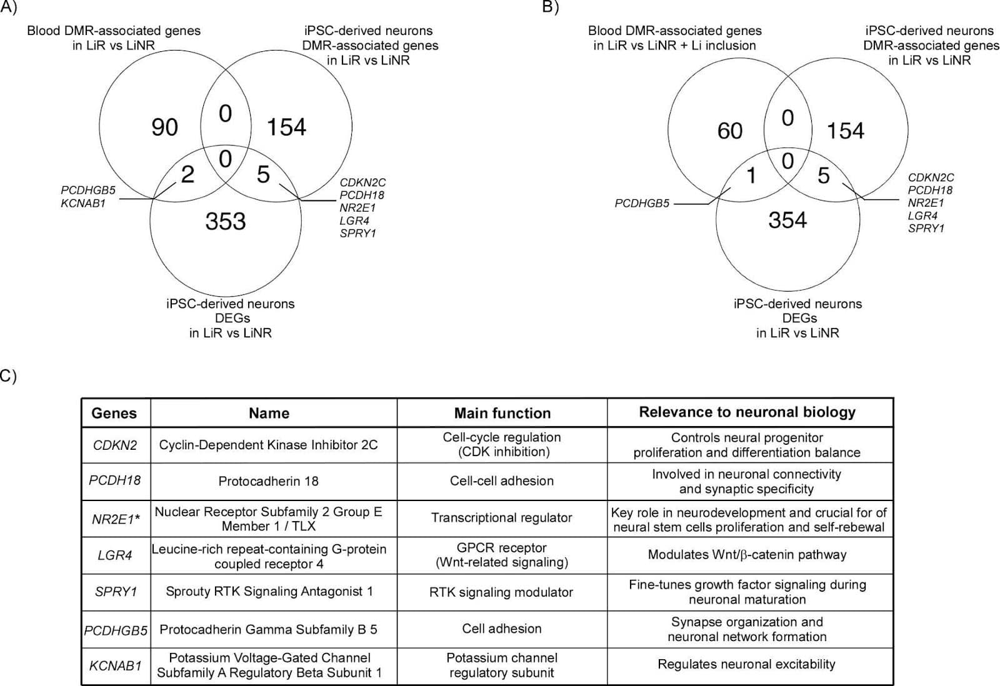 A)
Blood DMR-associated genes
in LiR vs LiNR
iPSC-derived neurons
DMR-associated genes
in LiR vs LiNR
90
0
154
0
2
5
353
PCDHGB5
KCNAB1
CDKN2C
PCDH18
NR2E1
LGR4
SPRY1
iPSC-derived neurons
DEGs
in LiR vs LiNR
B)
Blood DMR-associated genes
in LiR vs LiNR + Li inclusion
iPSC-derived neurons
DMR-associated genes
in LiR vs LiNR
60
0
154
0
1
5
354
PCDHGB5
CDKN2C
PCDH18
NR2E1
LGR4
SPRY1
iPSC-derived neurons
DEGs
in LiR vs LiNR
C)
Genes
Name
Main function
Relevance to neuronal biology
CDKN2
Cyclin-Dependent Kinase Inhibitor 2C
Cell-cycle regulation
(CDK inhibition)
Controls neural progenitor
proliferation and differentiation balance
PCDH18
Protocadherin 18
Cell-cell adhesion
Involved in neuronal connectivity
and synaptic specificity
NR2E1*
Nuclear Receptor Subfamily 2 Group E
Member 1 / TLX
Transcriptional regulator
Key role in neurodevelopment and crucial for of
neural stem cells proliferation and self-rebewal
LGR4
Leucine-rich repeat-containing G-protein
coupled receptor 4
GPCR receptor
(Wnt-related signaling)
Modulates Wnt/β-catenin pathway
SPRY1
Sprouty RTK Signaling Antagonist 1
RTK signaling modulator
Fine-tunes growth factor signaling during
neuronal maturation
PCDHGB5
Protocadherin Gamma Subfamily B 5
Cell adhesion
Synapse organization and
neuronal network formation
KCNAB1
Potassium Voltage-Gated Channel
Subfamily A Regulatory Beta Subunit 1
Potassium channel
regulatory subunit
Regulates neuronal excitability